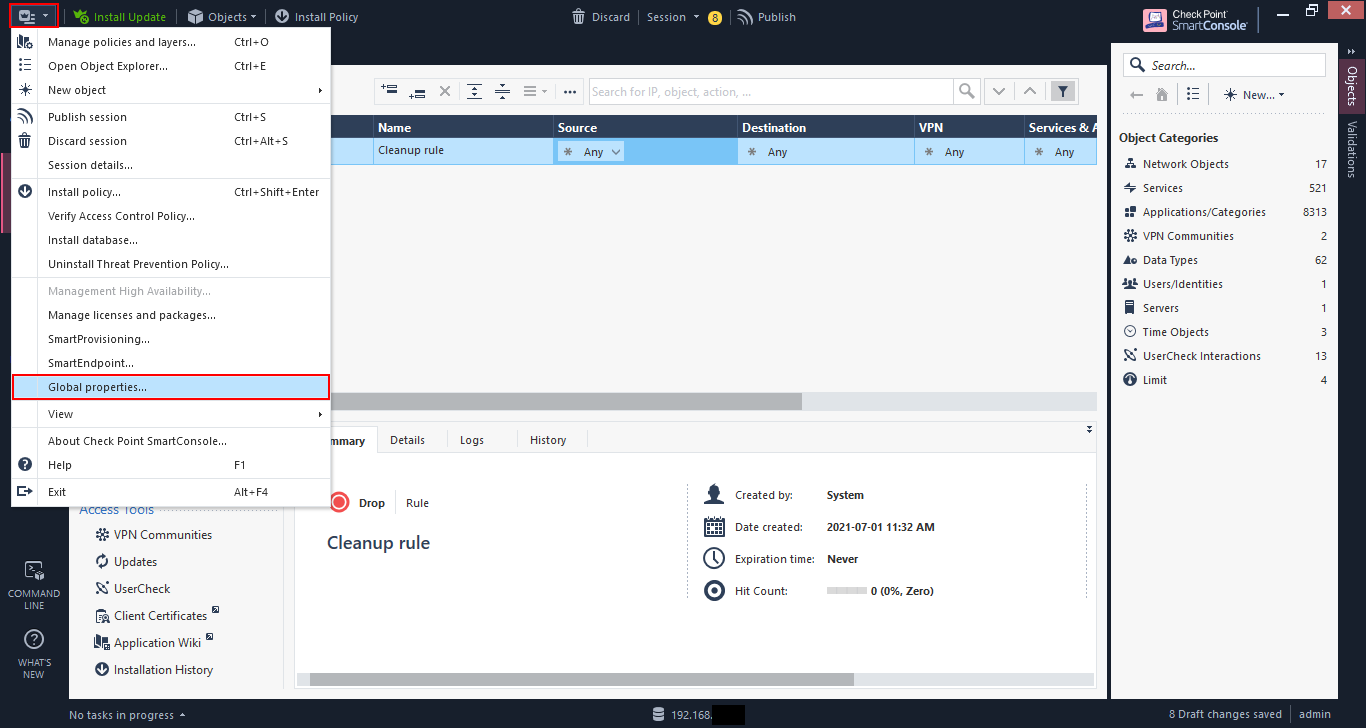 Install Update
Objects
Install Policy
Discard
Session
8
Publish
Check Point
SmartConsole
Manage policies and layers... Ctrl+O
Open Object Explorer... Ctrl+E
New object
Publish session Ctrl+S
Discard session Ctrl+Alt+S
Session details...
Install policy... Ctrl+Shift+Enter
Verify Access Control Policy...
Install database...
Uninstall Threat Prevention Policy...
Management High Availability...
Manage licenses and packages...
SmartProvisioning...
SmartEndpoint...
Global properties...
View
About Check Point SmartConsole...
Help F1
Exit Alt+F4
Search for IP, object, action, ...
Name Source Destination VPN Services & A
Cleanup rule Any Any Any Any
mmary Details Logs History
Drop Rule
Cleanup rule
Created by: System
Date created: 2021-07-01 11:32 AM
Expiration time: Never
Hit Count: 0 (0%, Zero)
Access Tools
VPN Communities
Updates
UserCheck
Client Certificates
Application Wiki
Installation History
COMMAND
LINE
WHAT'S
NEW
Search...
New...
Object Categories
Network Objects 17
Services 521
Applications/Categories 8313
VPN Communities 2
Data Types 62
Users/Identities 1
Servers 1
Time Objects 3
UserCheck Interactions 13
Limit 4
Objects
Validations
No tasks in progress
192.168.
8 Draft changes saved
admin